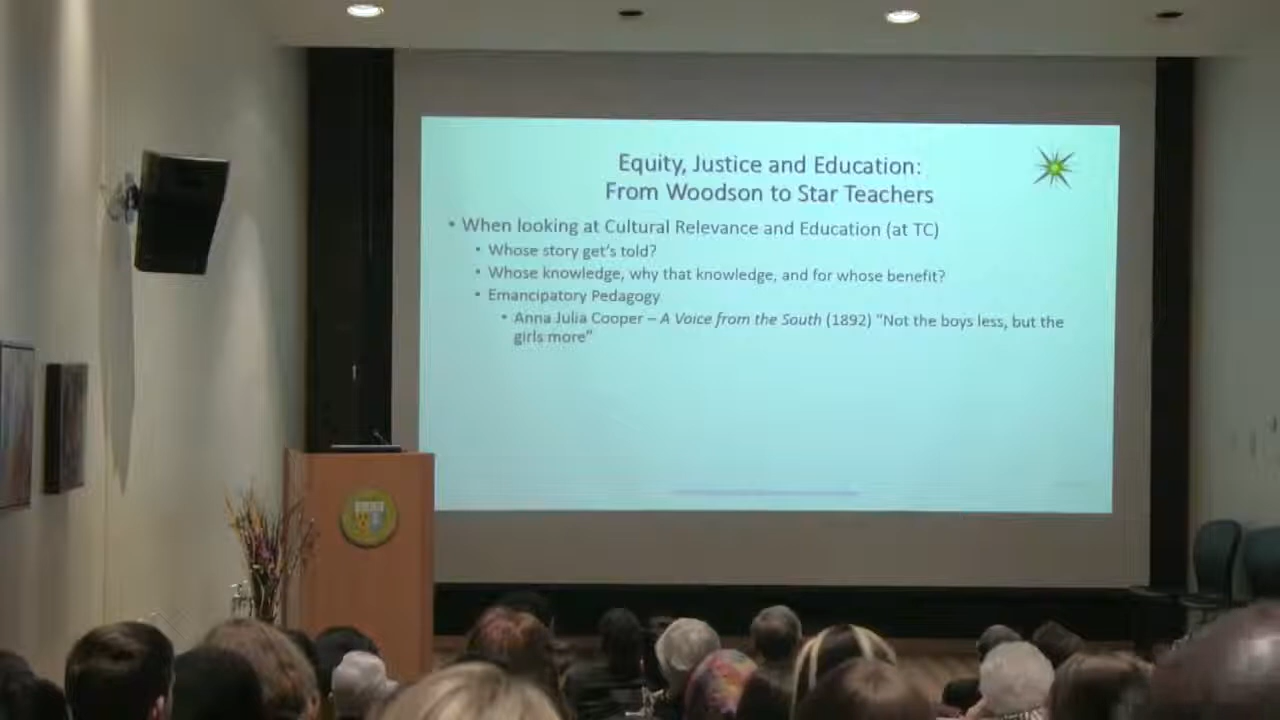 Equity, Justice and Education:
From Woodson to Star Teachers
• When looking at Cultural Relevance and Education (at TC)
• Whose story get's told?
• Whose knowledge, why that knowledge, and for whose benefit?
• Emancipatory Pedagogy
• Anna Julia Cooper – A Voice from the South (1892) "Not the boys less, but the
girls more"